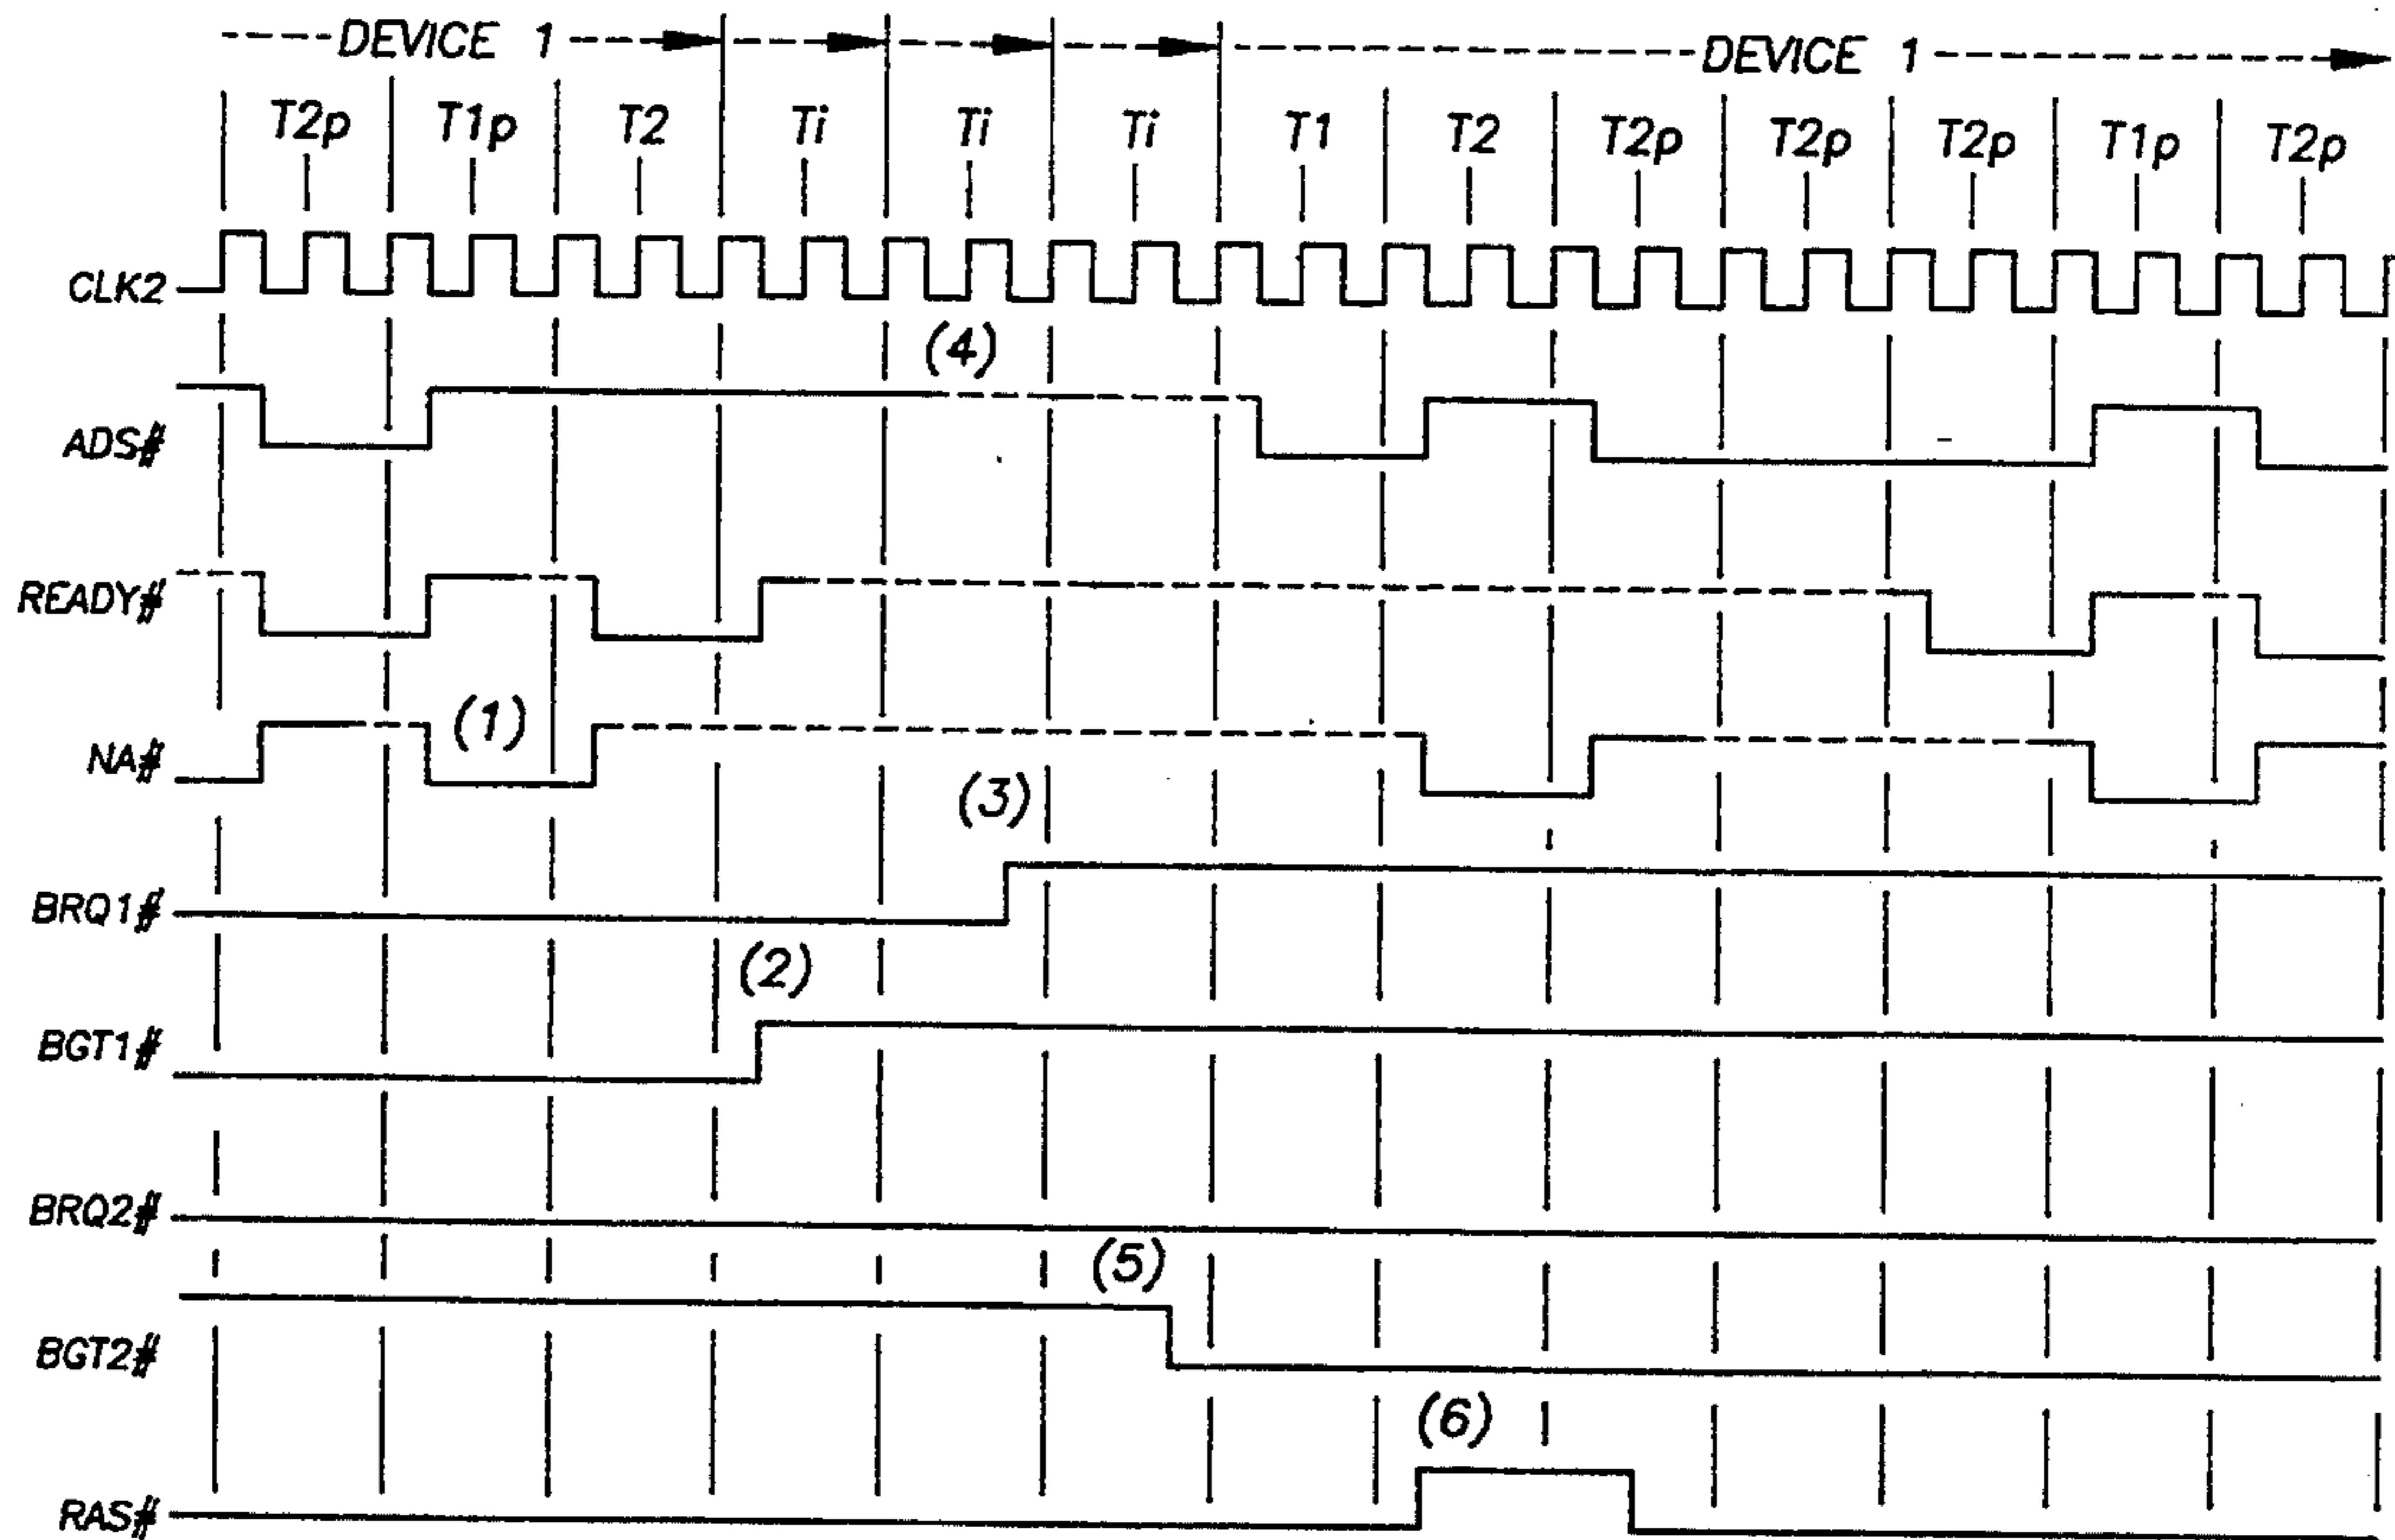 DEVICE 1 DEVICE 1
T2p T1p T2 Ti Ti Ti T1 T2 T2p T2p T2p T1p T2p
CLK2
(4)
ADS#
READY#
(1)
NA#
(3)
BRQ1#
(2)
BGT1#
BRQ2#
(5)
BGT2#
(6)
RAS#